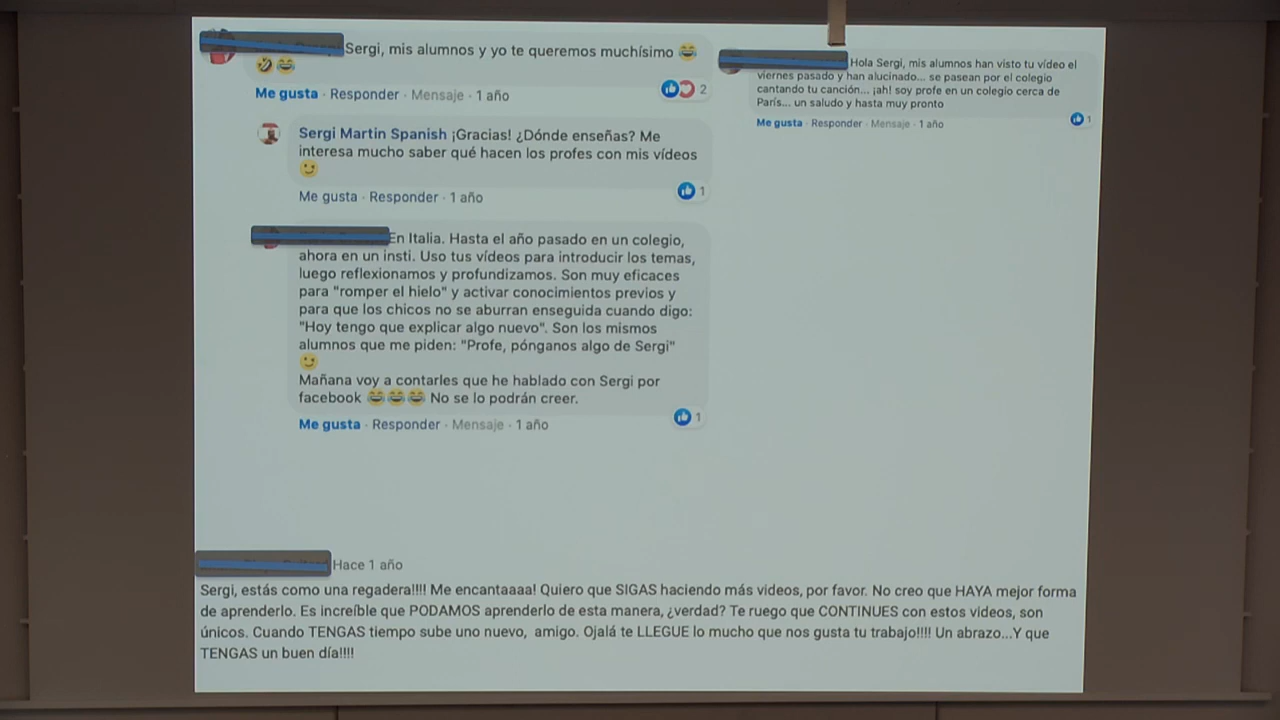 Sergi, mis alumnos y yo te queremos muchísimo 😂
🤣😂
Me gusta · Responder · Mensaje · 1 año
2
Sergi Martin Spanish ¡Gracias! ¿Dónde enseñas? Me
interesa mucho saber qué hacen los profes con mis vídeos
😉
Me gusta · Responder · 1 año
1
En Italia. Hasta el año pasado en un colegio,
ahora en un insti. Uso tus vídeos para introducir los temas,
luego reflexionamos y profundizamos. Son muy eficaces
para "romper el hielo" y activar conocimientos previos y
para que los chicos no se aburran enseguida cuando digo:
"Hoy tengo que explicar algo nuevo". Son los mismos
alumnos que me piden: "Profe, pónganos algo de Sergi"
😉
Mañana voy a contarles que he hablado con Sergi por
facebook 😂😂😂 No se lo podrán creer.
Me gusta · Responder · Mensaje · 1 año
1
Hola Sergi, mis alumnos han visto tu vídeo el
viernes pasado y han alucinado... se pasean por el colegio
cantando tu canción... ¡ah! soy profe en un colegio cerca de
París... un saludo y hasta muy pronto
Me gusta · Responder · Mensaje · 1 año
1
Hace 1 año
Sergi, estás como una regadera!!!! Me encantaaaa! Quiero que SIGAS haciendo más videos, por favor. No creo que HAYA mejor forma
de aprenderlo. Es increíble que PODAMOS aprenderlo de esta manera, ¿verdad? Te ruego que CONTINUES con estos videos, son
únicos. Cuando TENGAS tiempo sube uno nuevo, amigo. Ojalá te LLEGUE lo mucho que nos gusta tu trabajo!!!! Un abrazo...Y que
TENGAS un buen día!!!!